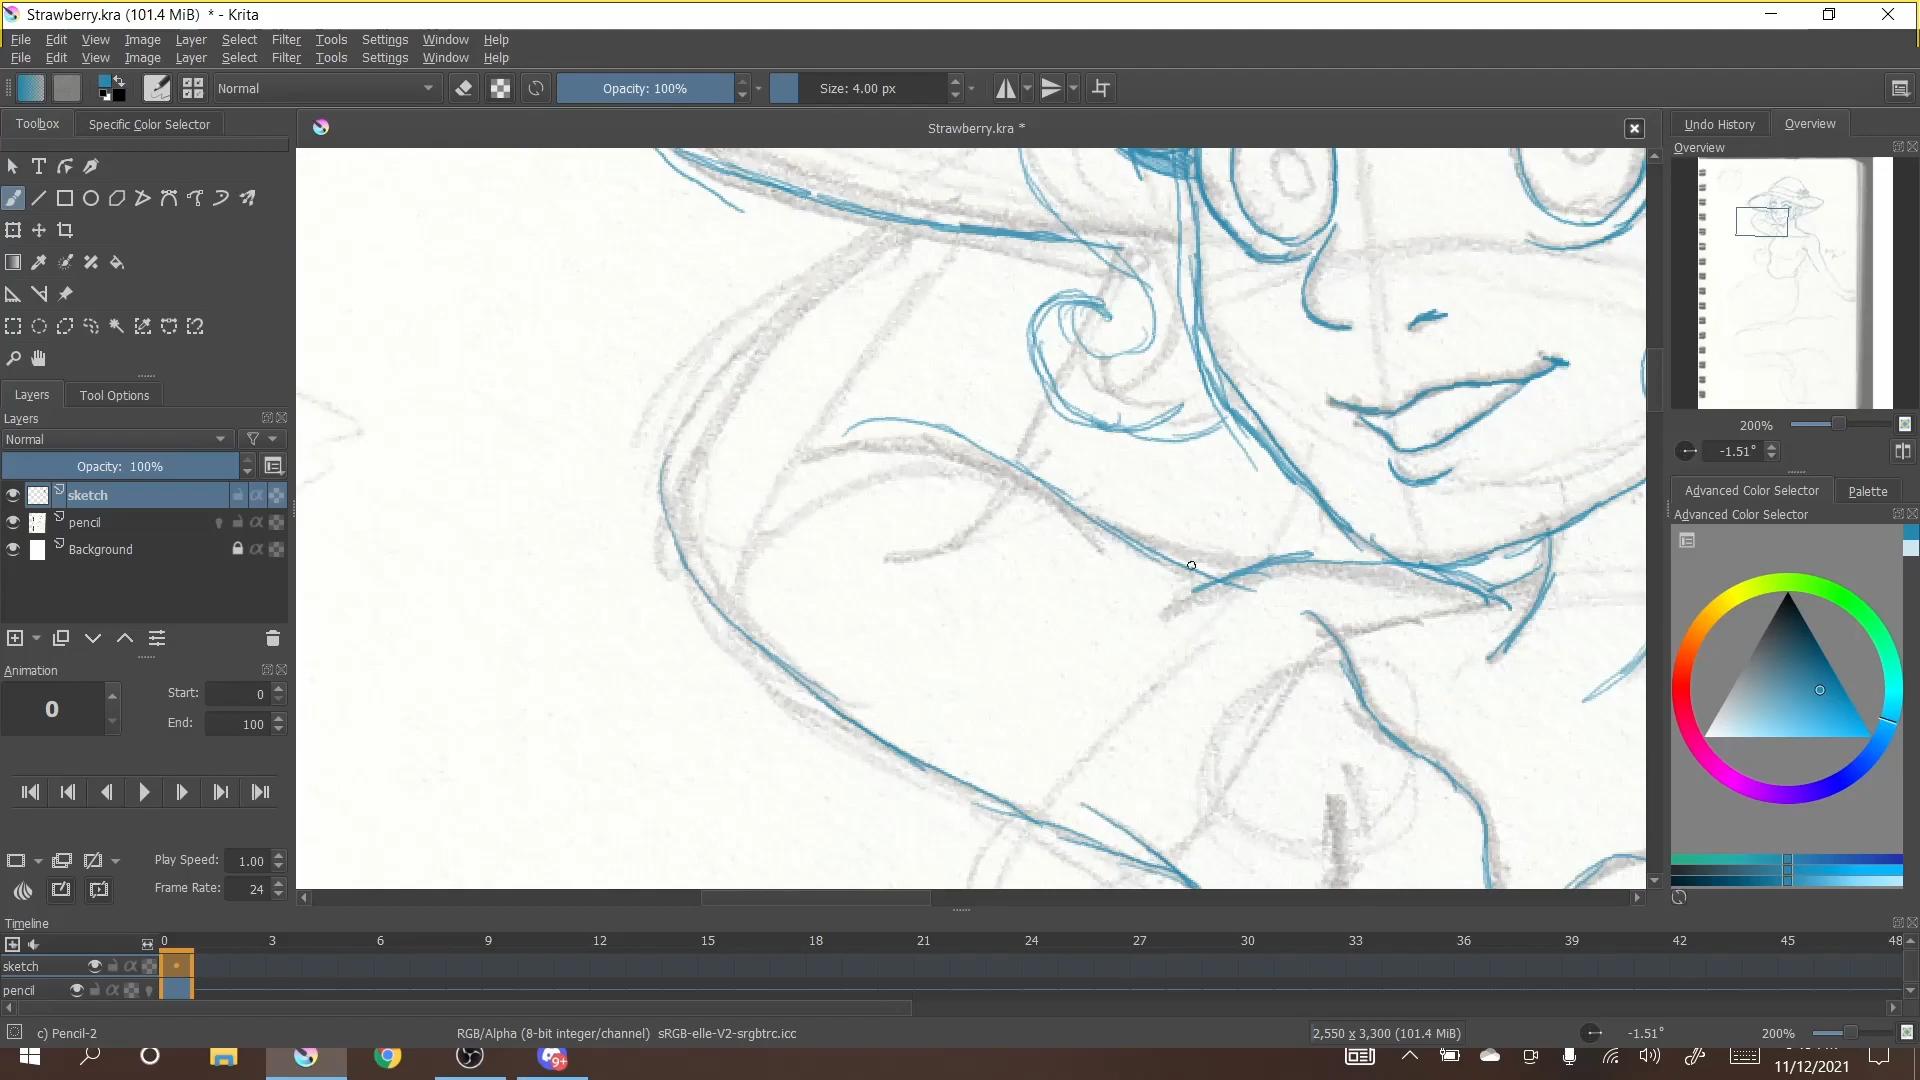 Strawberry.kra (101.4 MiB) * - Krita
File Edit View Image Layer Select Filter Tools Settings Window Help
File Edit View Image Layer Select Filter Tools Settings Window Help
Normal Opacity: 100% Size: 4.00 px
Toolbox Specific Color Selector
Strawberry.kra *
Undo History Overview
Overview
200%
-1.51°
Layers Tool Options
Layers
Normal
Opacity: 100%
sketch
pencil
Background
Advanced Color Selector Palette
Advanced Color Selector
Animation
0
Start: 0
End: 100
Play Speed: 1.00
Frame Rate: 24
Timeline
0 3 6 9 12 15 18 21 24 27 30 33 36 39 42 45 48
sketch
pencil
c) Pencil-2
RGB/Alpha (8-bit integer/channel) sRGB-elle-V2-srgbtrc.icc
2,550 x 3,300 (101.4 MiB)
-1.51°
200%
9+
11/12/2021